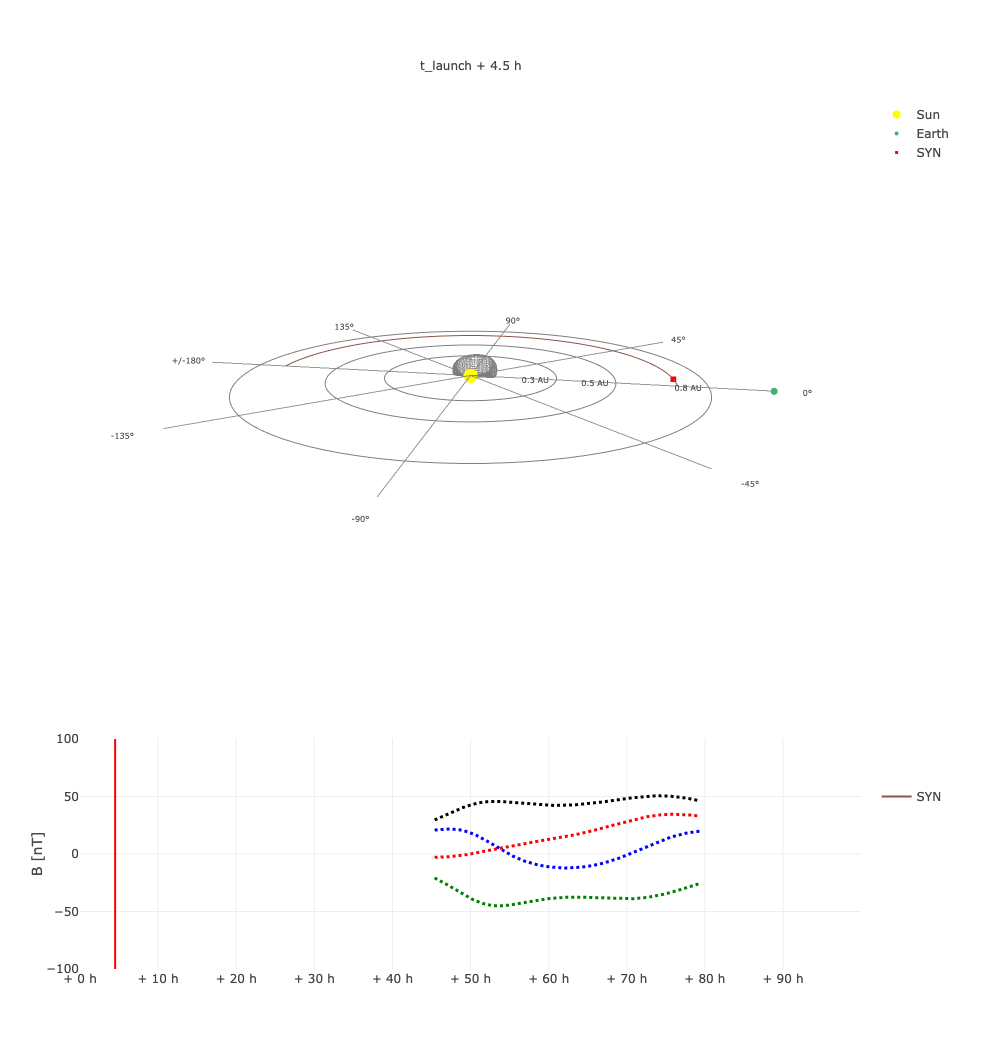 t_launch + 4.5 h
Sun
Earth
SYN
90°
135°
45°
+/-180°
0.3 AU
0.5 AU
0.8 AU
0°
-135°
-45°
-90°
100
50
0
−50
−100
B [nT]
SYN
+ 0 h
+ 10 h
+ 20 h
+ 30 h
+ 40 h
+ 50 h
+ 60 h
+ 70 h
+ 80 h
+ 90 h